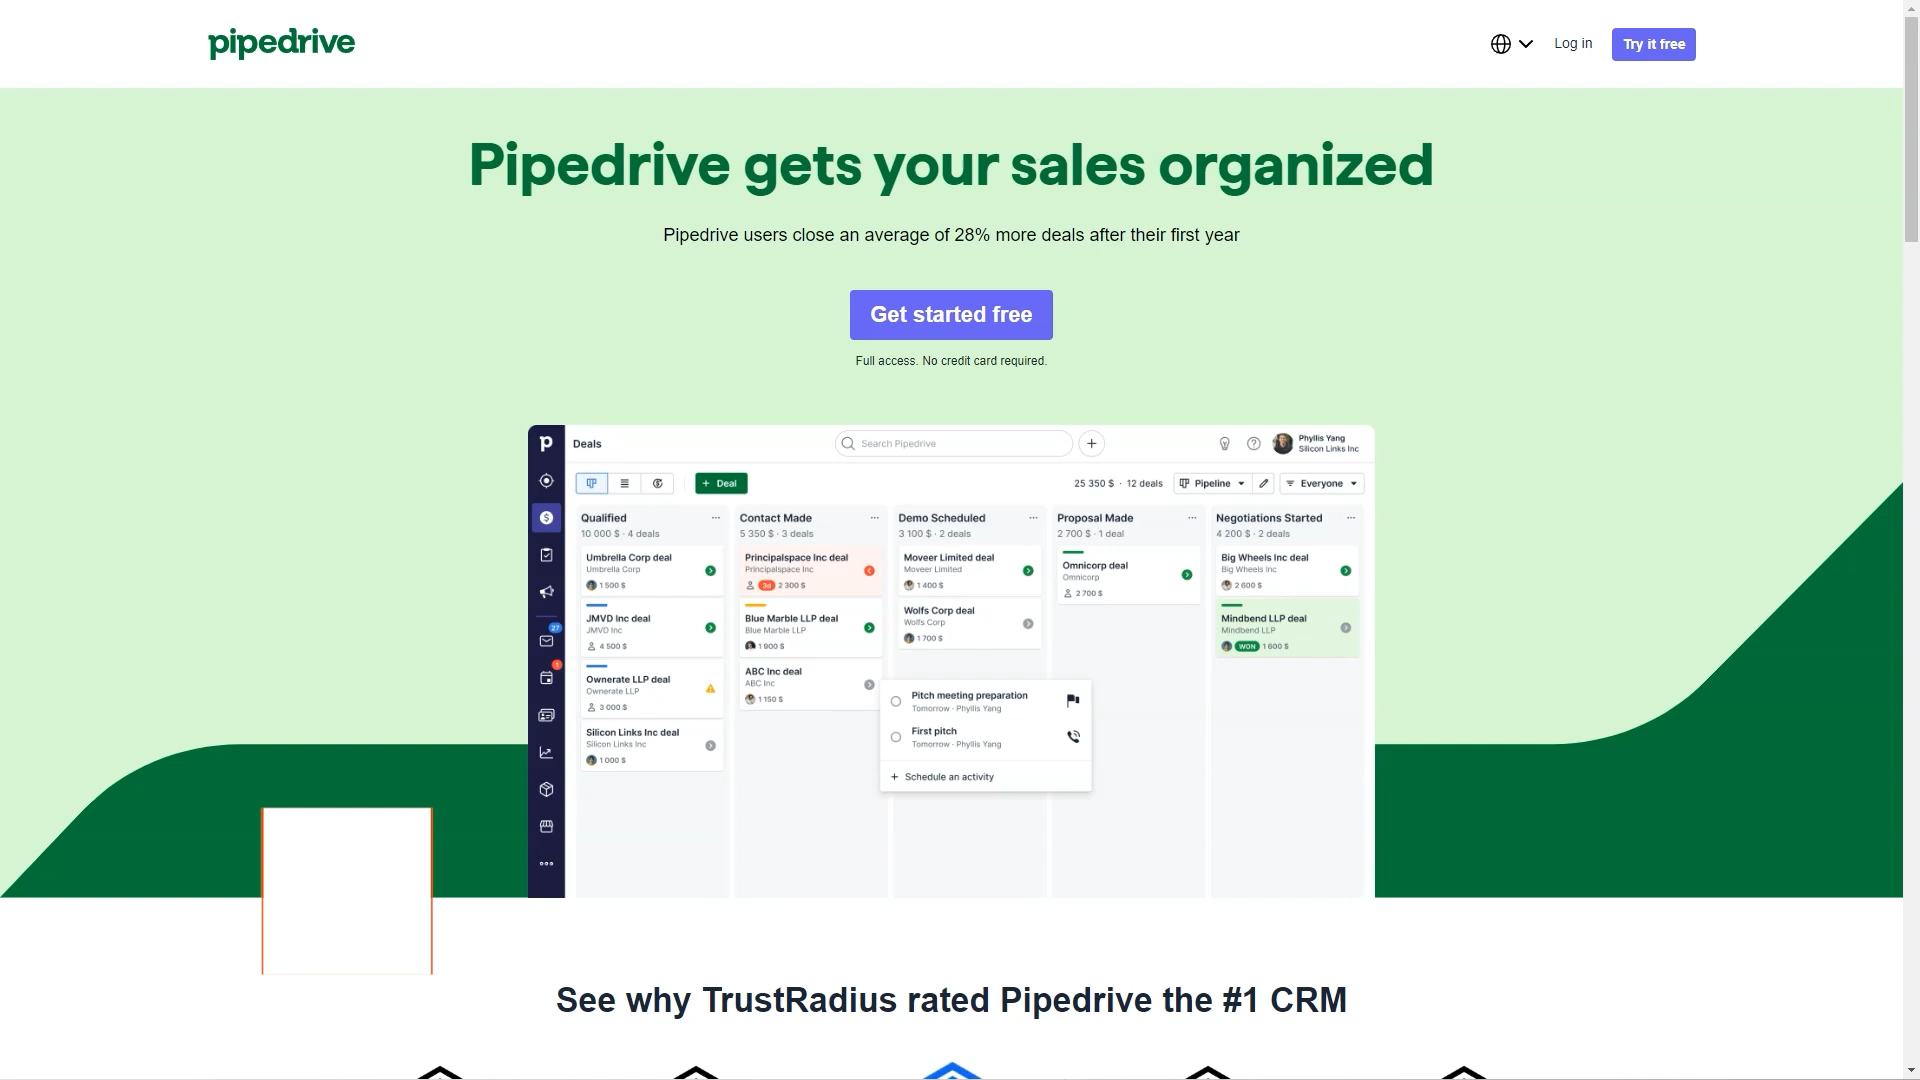 pipedrive
Log in
Try it free
Pipedrive gets your sales organized
Pipedrive users close an average of 28% more deals after their first year
Get started free
Full access. No credit card required.
Deals
Search Pipedrive
Phyllis Yang
Silicon Links Inc
+ Deal
25 350 $ · 12 deals
Pipeline
Everyone
Qualified
10 000 $ · 4 deals
Umbrella Corp deal
Umbrella Corp
1 500 $
JMVD Inc deal
JMVD Inc
4 500 $
Ownerate LLP deal
Ownerate LLP
3 000 $
Silicon Links Inc deal
Silicon Links Inc
1 000 $
Contact Made
5 350 $ · 3 deals
Principalspace Inc deal
Principalspace Inc
3d 2 300 $
Blue Marble LLP deal
Blue Marble LLP
1 900 $
ABC Inc deal
ABC Inc
1 150 $
Demo Scheduled
3 100 $ · 2 deals
Moveer Limited deal
Moveer Limited
1 400 $
Wolfs Corp deal
Wolfs Corp
1 700 $
Proposal Made
2 700 $ · 1 deal
Omnicorp deal
Omnicorp
2 700 $
Negotiations Started
4 200 $ · 2 deals
Big Wheels Inc deal
Big Wheels Inc
2 600 $
Mindbend LLP deal
Mindbend LLP
WON 1 600 $
27
1
Pitch meeting preparation
Tomorrow · Phyllis Yang
First pitch
Tomorrow · Phyllis Yang
+ Schedule an activity
See why TrustRadius rated Pipedrive the #1 CRM